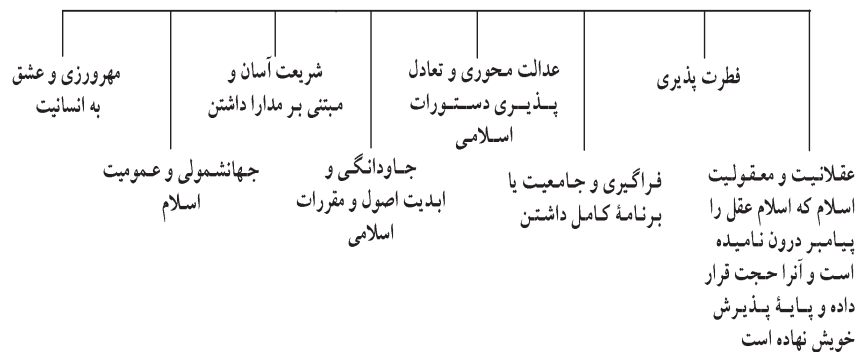 عقلانیت و معقولیت
اسلام که اسلام عقل را
پیامبر درون نامیده
است و آنرا حجت قرار
داده و پایۀ پذیرش
خویش نهاده است
فطرت پذیری
فراگیری و جامعیت یا
برنامۀ کامل داشتن
عدالت محوری و تعادل
پذیری دستورات
اسلامی
جاودانگی و
ابدیت اصول و مقررات
اسلامی
شریعت آسان و
مبتنی بر مدارا داشتن
جهانشمولی و عمومیت
اسلام
مهرورزی و عشق
به انسانیت